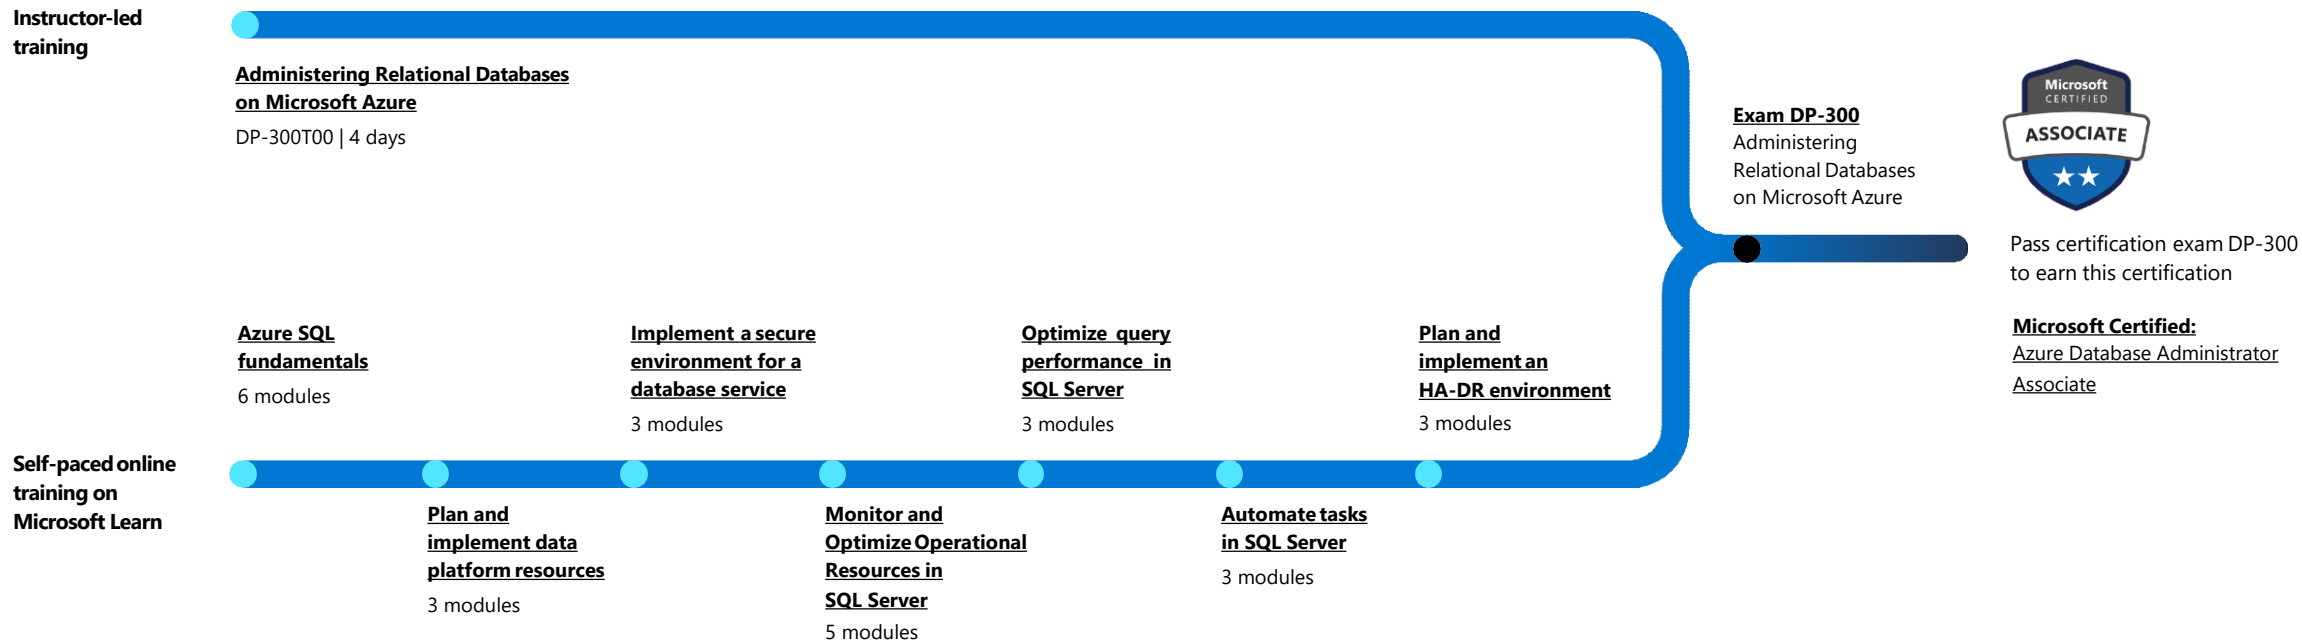 Instructor-led
training
Administering Relational Databases
on Microsoft Azure
DP-300T00 | 4 days
Exam DP-300
Administering
Relational Databases
on Microsoft Azure
Microsoft
CERTIFIED
ASSOCIATE
Pass certification exam DP-300
to earn this certification
Microsoft Certified:
Azure Database Administrator
Associate
Self-paced online
training on
Microsoft Learn
Azure SQL
fundamentals
6 modules
Plan and
implement data
platform resources
3 modules
Implement a secure
environment for a
database service
3 modules
Monitor and
Optimize Operational
Resources in
SQL Server
5 modules
Optimize query
performance in
SQL Server
3 modules
Automate tasks
in SQL Server
3 modules
Plan and
implement an
HA-DR environment
3 modules